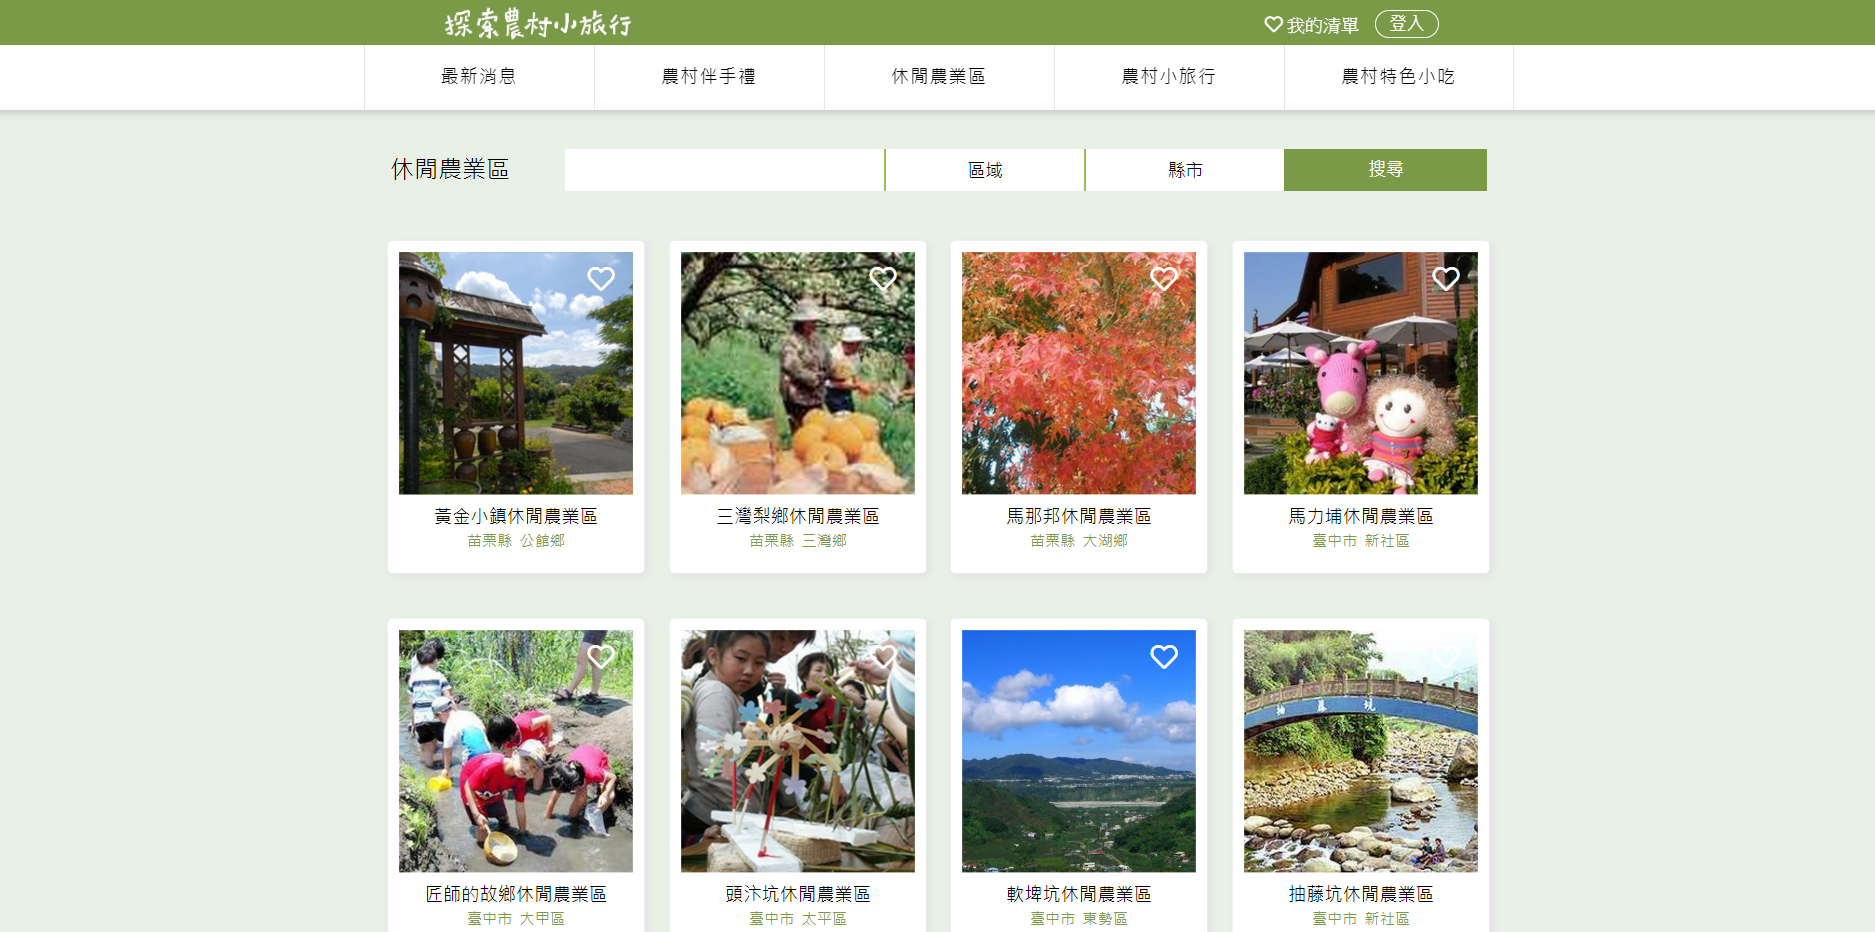 探索農村小旅行
我的清單 登入
最新消息 農村伴手禮 休閒農業區 農村小旅行 農村特色小吃
休閒農業區 區域 縣市 搜尋
黃金小鎮休閒農業區 三灣梨鄉休閒農業區 馬那邦休閒農業區 馬力埔休閒農業區
苗栗縣 公館鄉 苗栗縣 三灣鄉 苗栗縣 大湖鄉 臺中市 新社區
抽藤坑
匠師的故鄉休閒農業區 頭汴坑休閒農業區 軟埤坑休閒農業區 抽藤坑休閒農業區
臺中市 大甲區 臺中市 太平區 臺中市 東勢區 臺中市 新社區